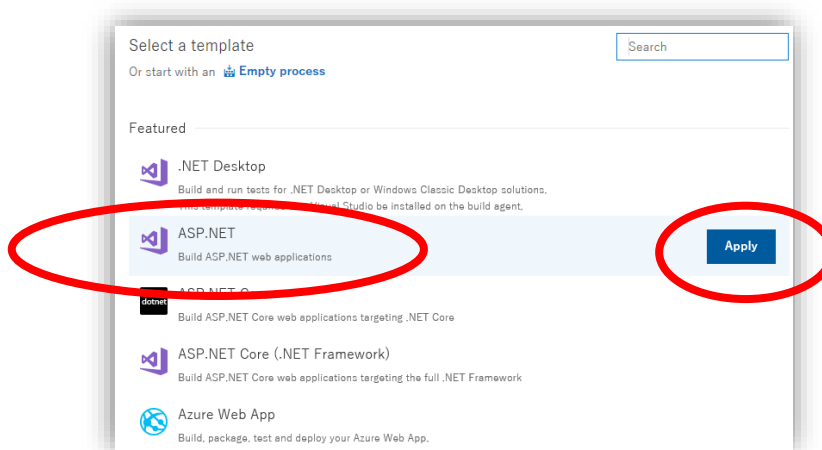 Select a template
Search
Or start with an Empty process
Featured
.NET Desktop
Build and run tests for .NET Desktop or Windows Classic Desktop solutions.
This template requires Visual Studio be installed on the build agent.
ASP.NET
Build ASP.NET web applications
Apply
dotnet
ASP.NET
Build ASP.NET Core web applications targeting .NET Core
ASP.NET Core (.NET Framework)
Build ASP.NET Core web applications targeting the full .NET Framework
Azure Web App
Build, package, test and deploy your Azure Web App.